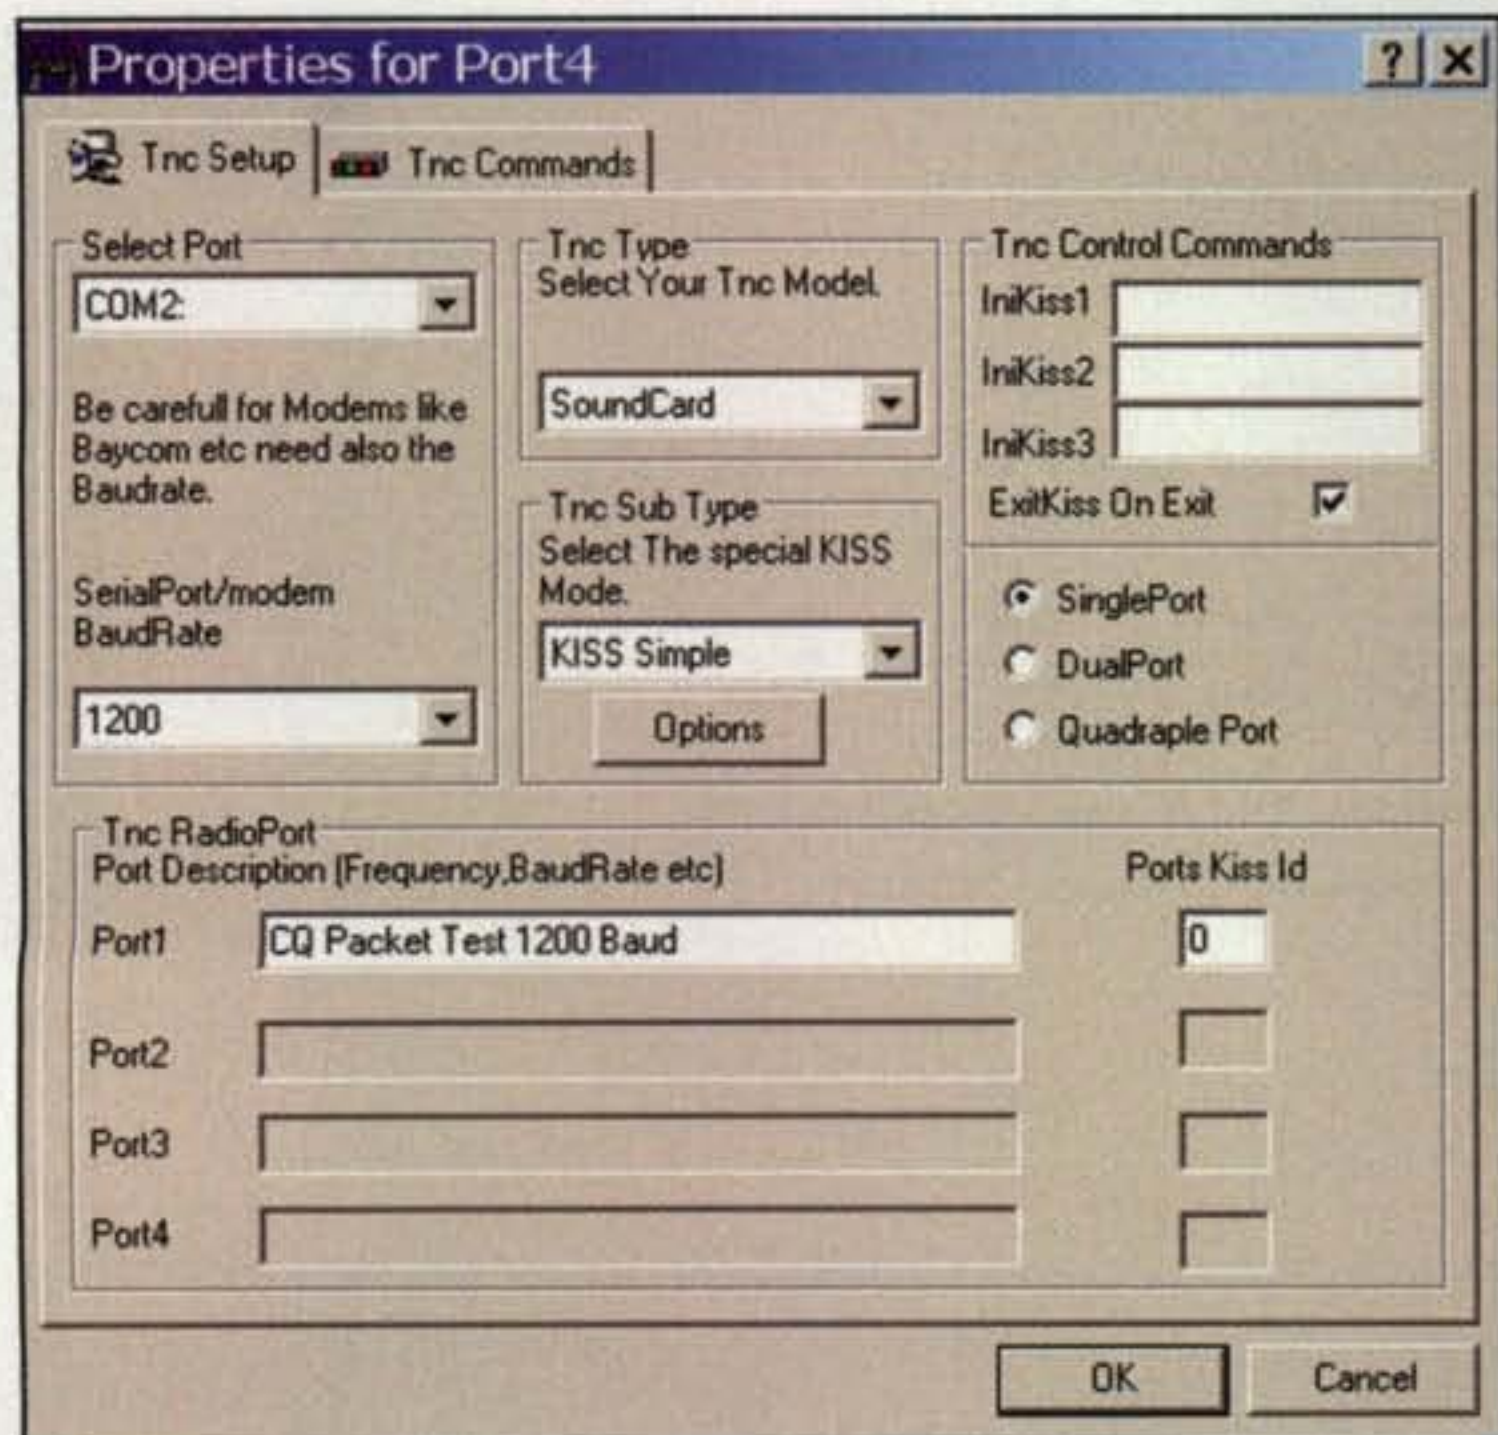 Properties for Port4
Tnc Setup
Tnc Commands
Select Port
COM2:
Be carefull for Modems like
Baycom etc need also the
Baudrate.
SerialPort/modem
BaudRate
1200
Tnc Type
Select Your Tnc Model.
SoundCard
Tnc Sub Type
Select The special KISS
Mode.
KISS Simple
Options
Tnc Control Commands
IniKiss1
IniKiss2
IniKiss3
ExitKiss On Exit
SinglePort
DualPort
Quadraple Port
Tnc RadioPort
Port Description (Frequency,BaudRate etc)
Ports Kiss Id
Port1
CQ Packet Test 1200 Baud
0
Port2
Port3
Port4
OK
Cancel